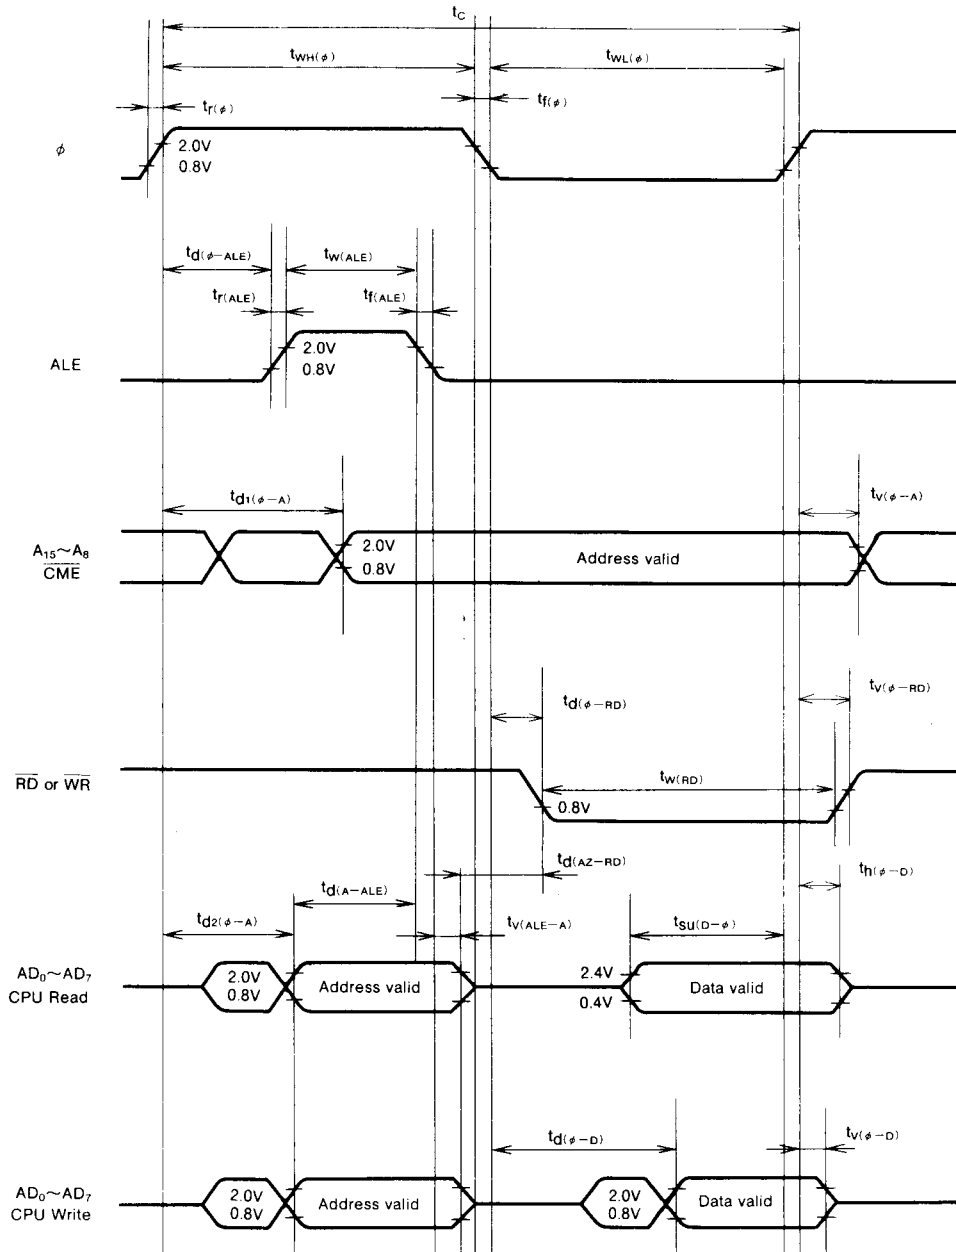 tC
tWH(φ)
tWL(φ)
tr(φ)
tf(φ)
φ
2.0V
0.8V
td(φ−ALE)
tw(ALE)
tr(ALE)
tf(ALE)
ALE
2.0V
0.8V
td1(φ−A)
tv(φ−A)
A15~A8
CME
2.0V
0.8V
Address valid
td(φ−RD)
tv(φ−RD)
RD or WR
tw(RD)
0.8V
td(AZ−RD)
th(φ−D)
td(A−ALE)
td2(φ−A)
tv(ALE−A)
tsu(D−φ)
AD0~AD7
CPU Read
2.0V
0.8V
Address valid
2.4V
0.4V
Data valid
td(φ−D)
tv(φ−D)
AD0~AD7
CPU Write
2.0V
0.8V
Address valid
2.0V
0.8V
Data valid